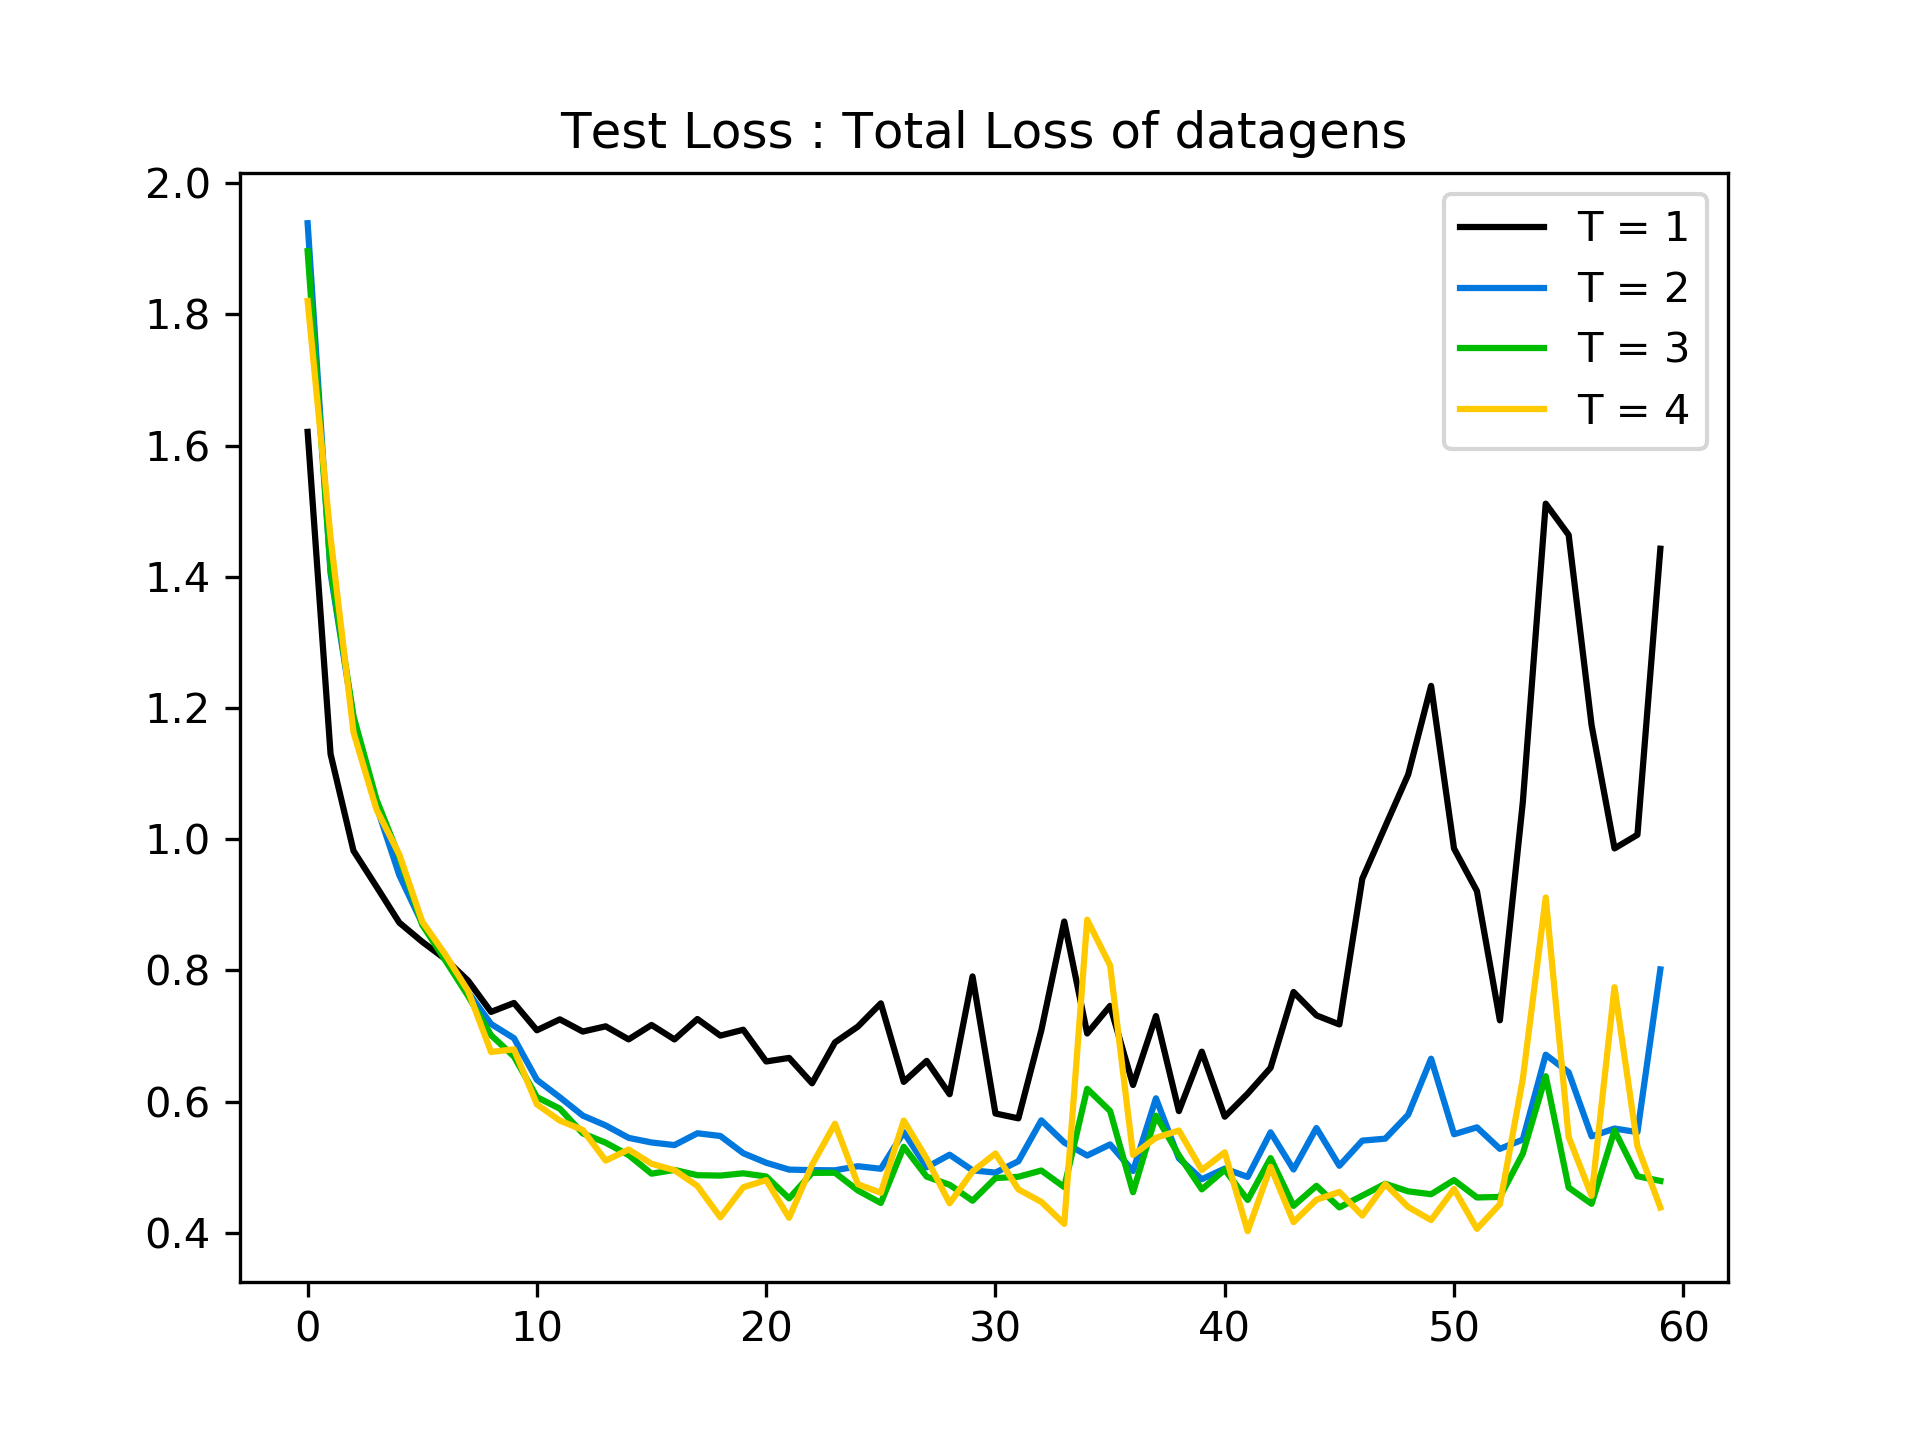 Test Loss : Total Loss of datagens
2.0
1.8
1.6
1.4
1.2
1.0
0.8
0.6
0.4
T = 1
T = 2
T = 3
T = 4
0 10 20 30 40 50 60